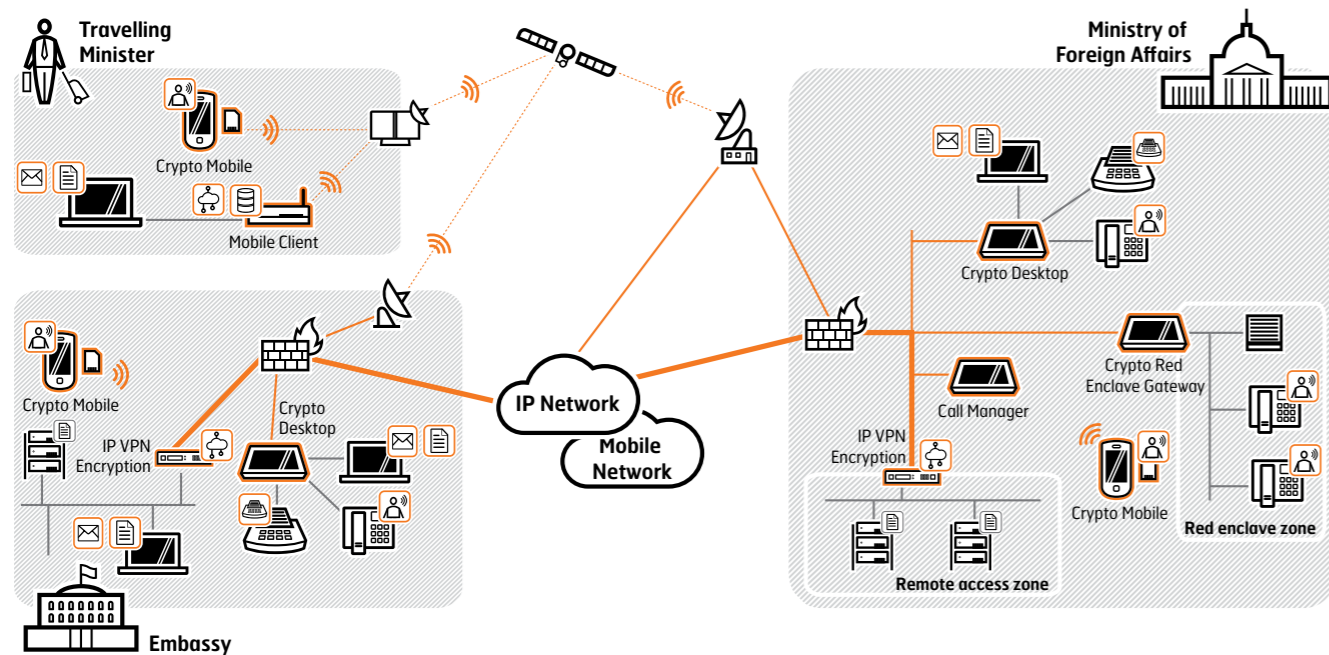 Travelling
Minister
Crypto Mobile
Mobile Client
Ministry of
Foreign Affairs
Crypto Desktop
Crypto Red
Enclave Gateway
Call Manager
IP VPN
Encryption
Crypto Mobile
Red enclave zone
Remote access zone
IP Network
Mobile
Network
Crypto Mobile
Crypto
Desktop
IP VPN
Encryption
Embassy